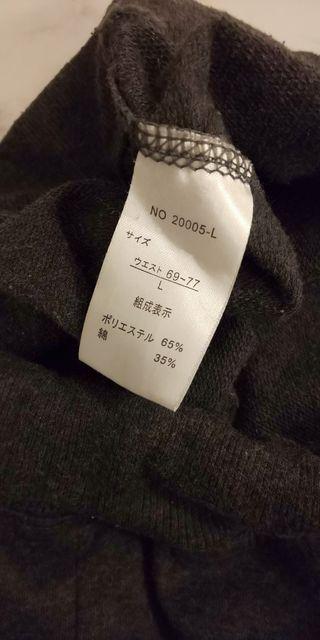 NO 20005-L
サイズ
ウエスト 69-77
L
組成表示
ポリエステル 65%
綿 35%